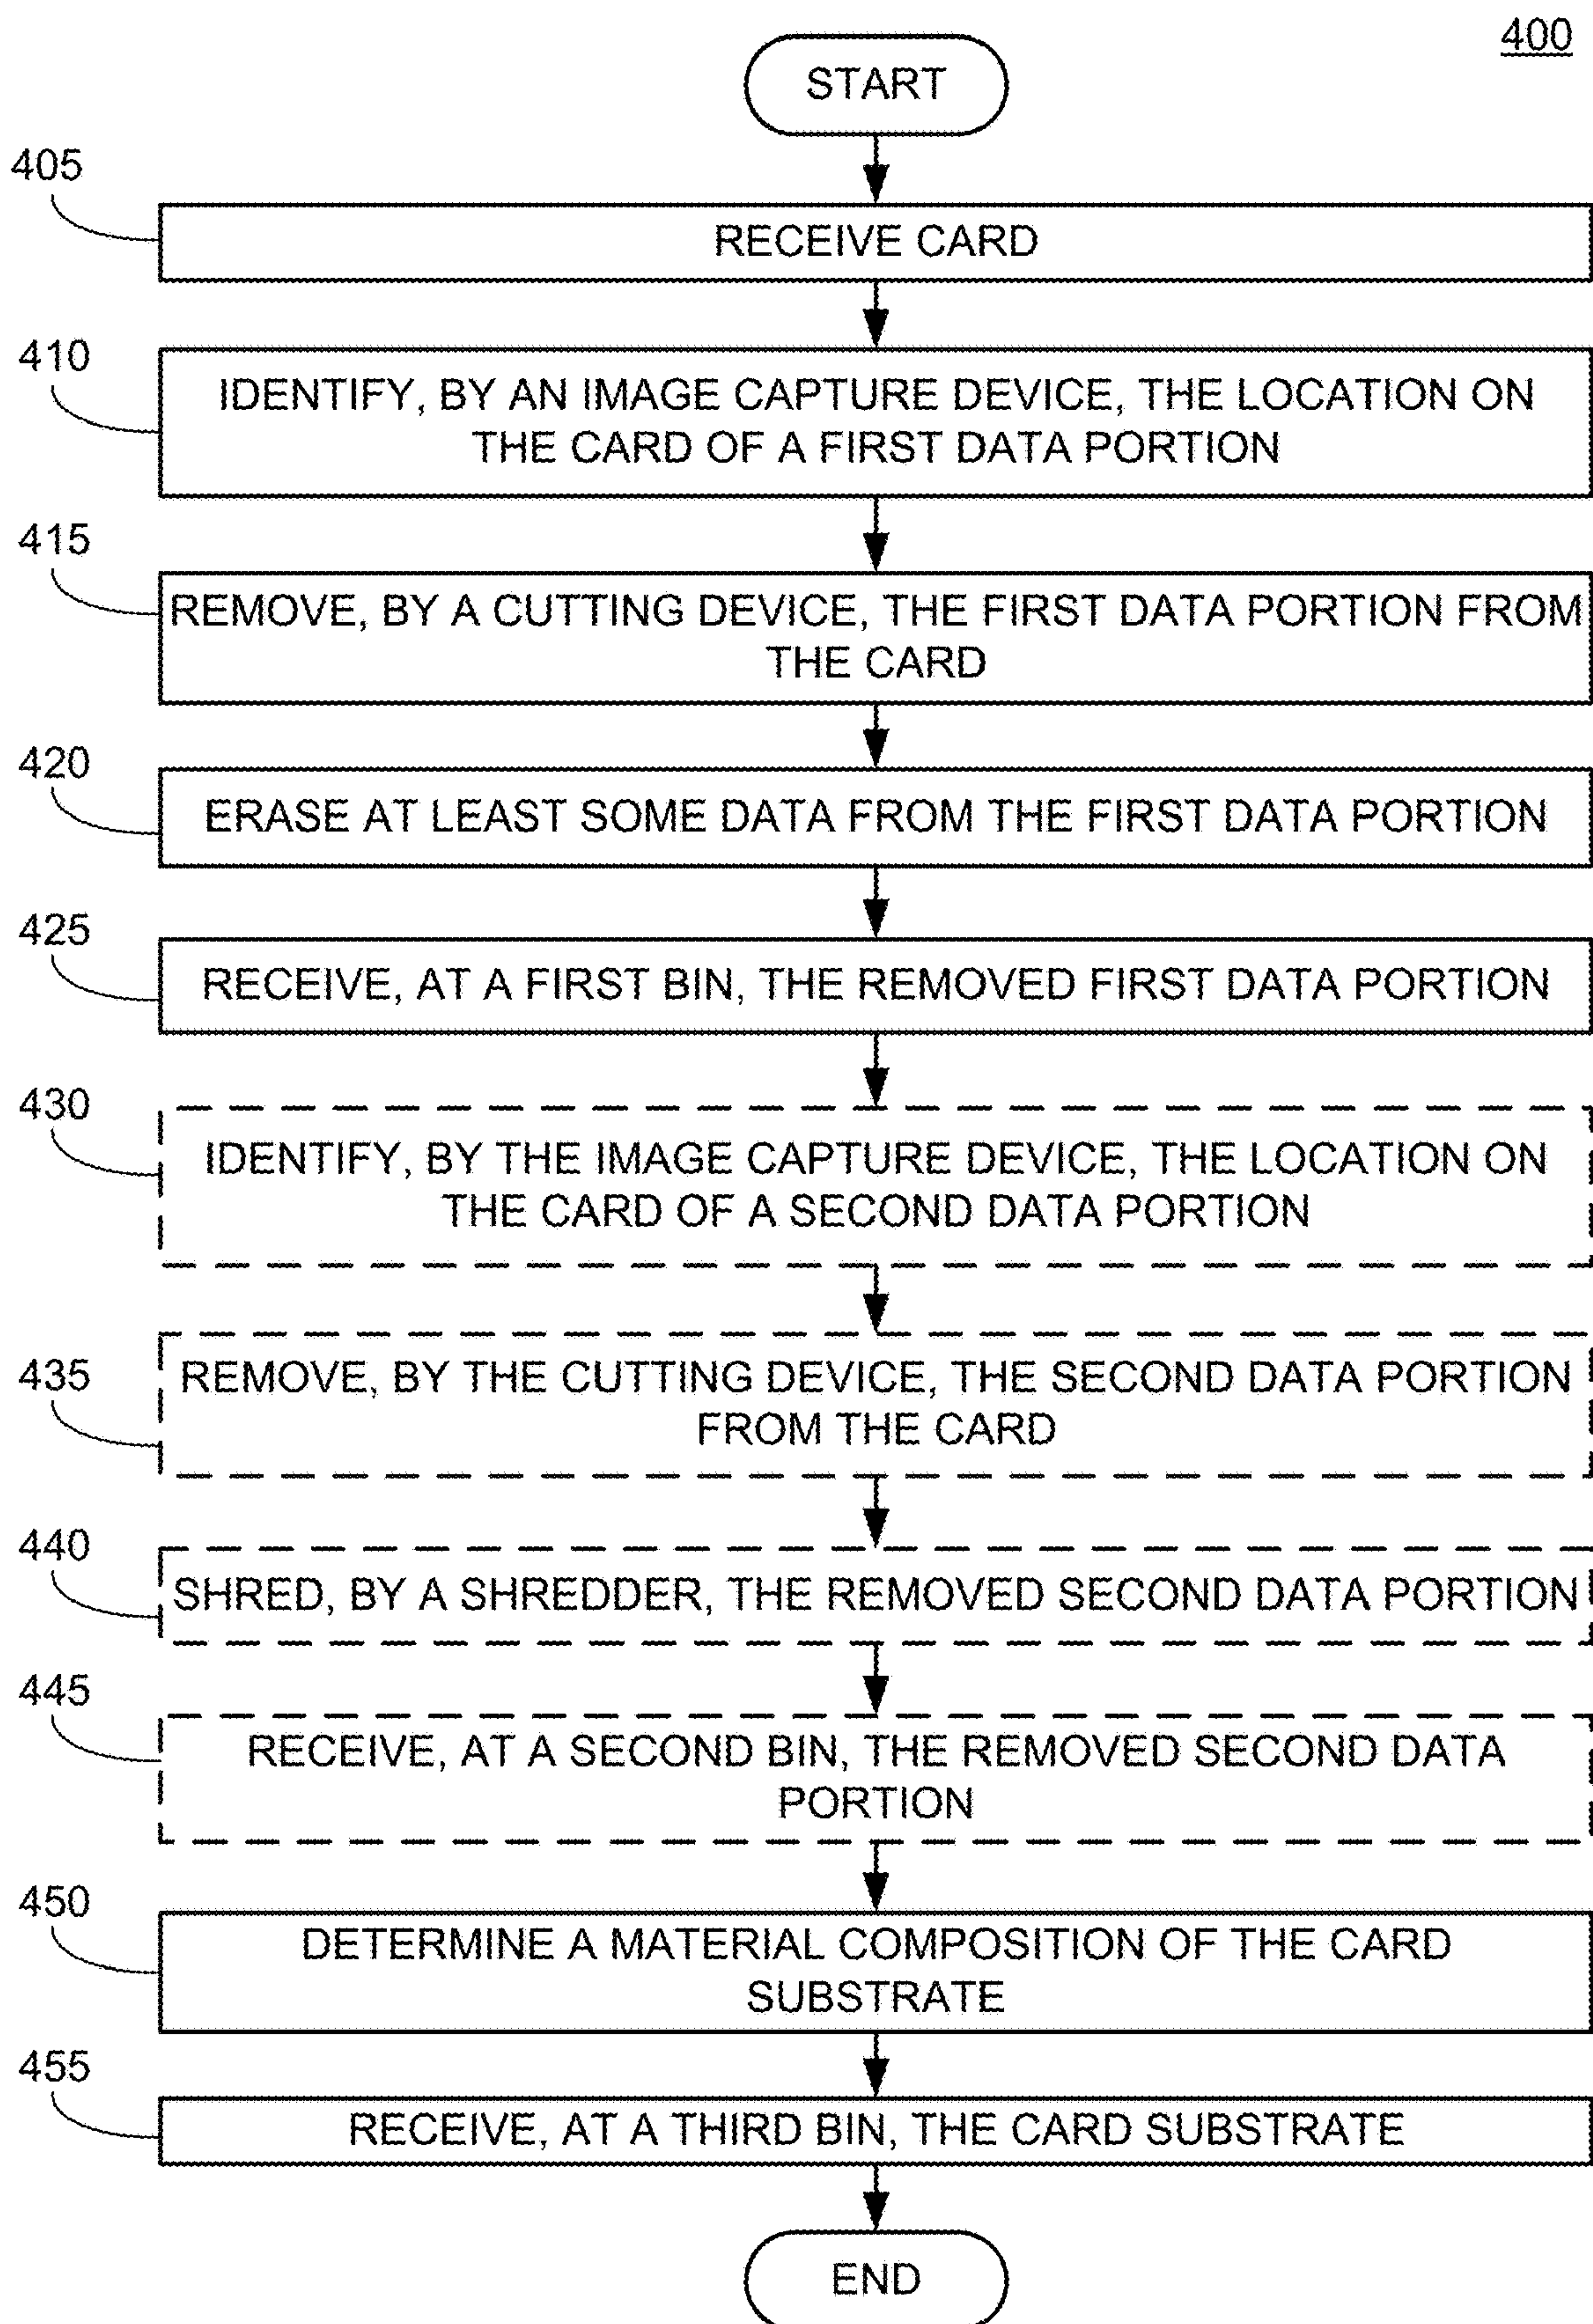 400
START
405
RECEIVE CARD
410
IDENTIFY, BY AN IMAGE CAPTURE DEVICE, THE LOCATION ON
THE CARD OF A FIRST DATA PORTION
415
REMOVE, BY A CUTTING DEVICE, THE FIRST DATA PORTION FROM
THE CARD
420
ERASE AT LEAST SOME DATA FROM THE FIRST DATA PORTION
425
RECEIVE, AT A FIRST BIN, THE REMOVED FIRST DATA PORTION
430
IDENTIFY, BY THE IMAGE CAPTURE DEVICE, THE LOCATION ON
THE CARD OF A SECOND DATA PORTION
435
REMOVE, BY THE CUTTING DEVICE, THE SECOND DATA PORTION
FROM THE CARD
440
SHRED, BY A SHREDDER, THE REMOVED SECOND DATA PORTION
445
RECEIVE, AT A SECOND BIN, THE REMOVED SECOND DATA
PORTION
450
DETERMINE A MATERIAL COMPOSITION OF THE CARD
SUBSTRATE
455
RECEIVE, AT A THIRD BIN, THE CARD SUBSTRATE
END